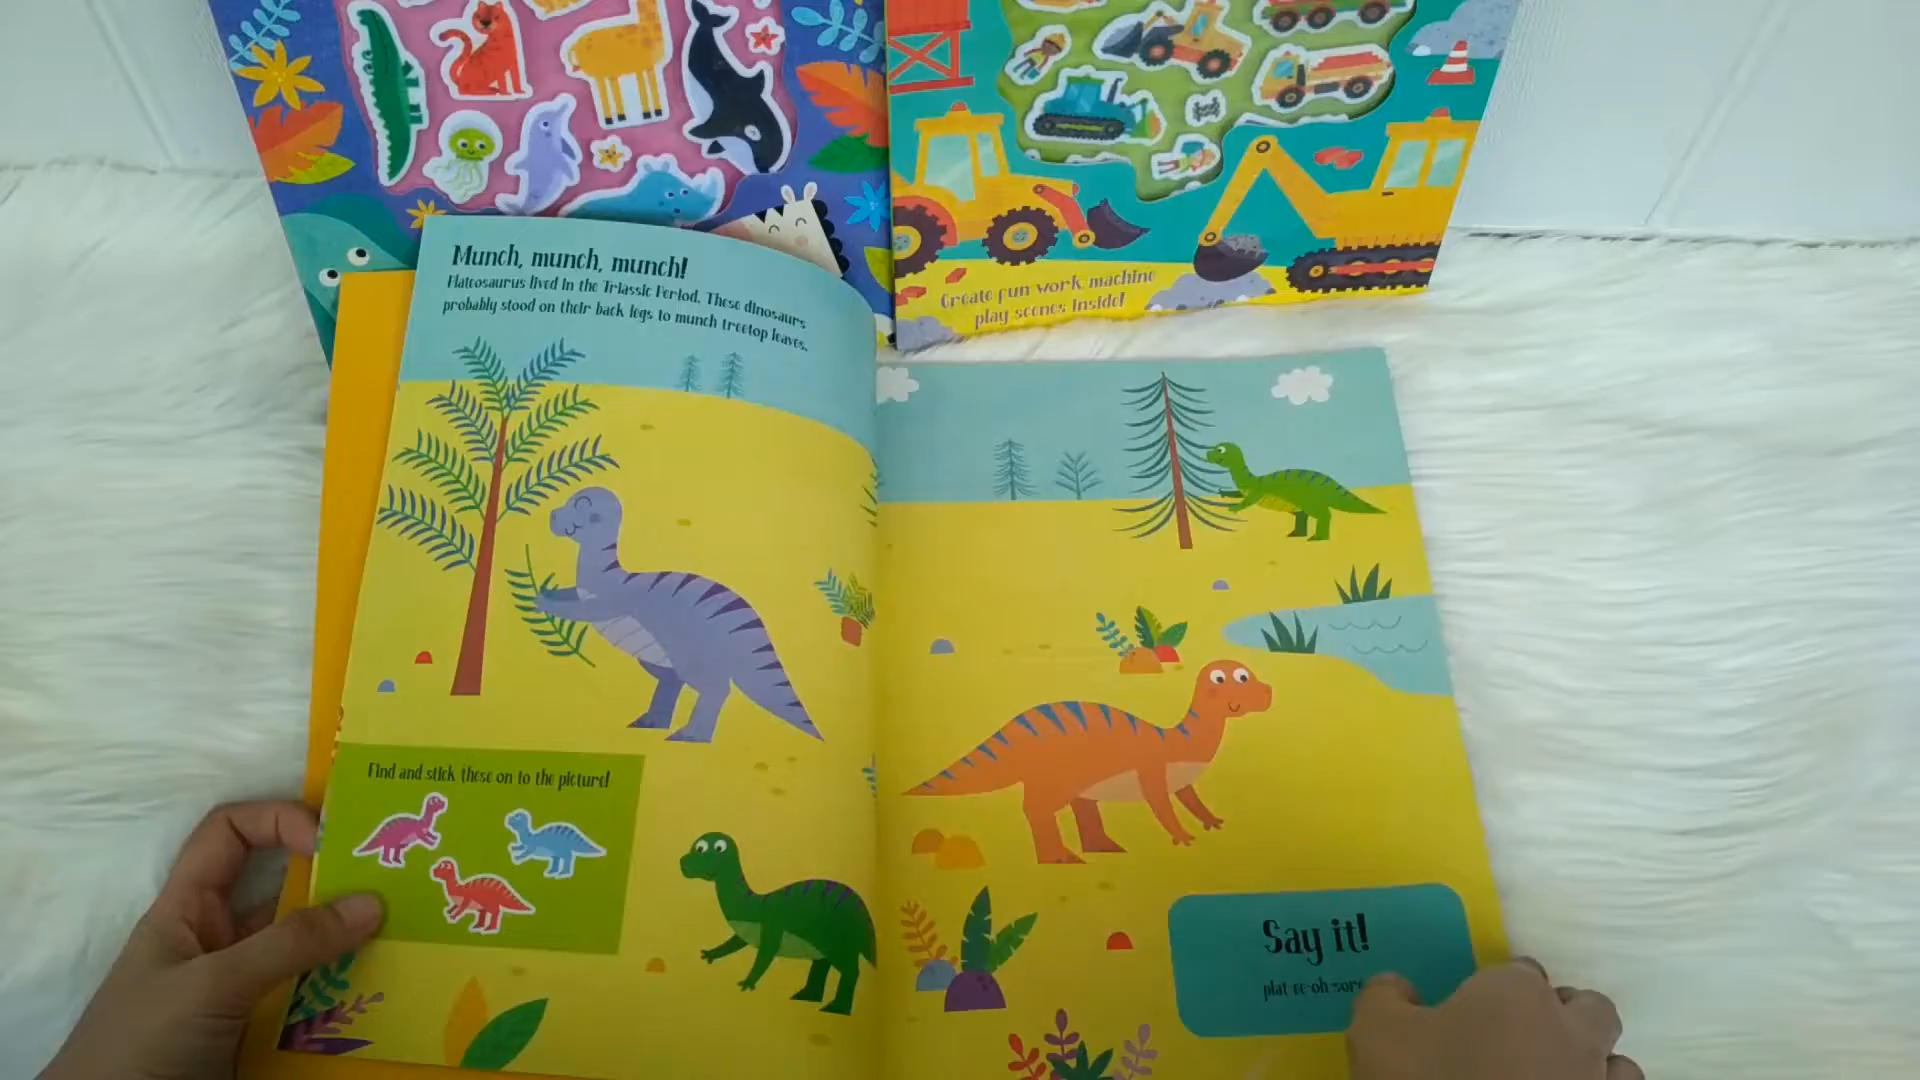 Create fun work machine
play scenes inside!
Munch, munch, munch!
Plateosaurus lived in the Triassic Period. These dinosaurs
probably stood on their back legs to munch treetop leaves.
Find and stick these on to the picture!
Say it!
plat-ee-oh-sore